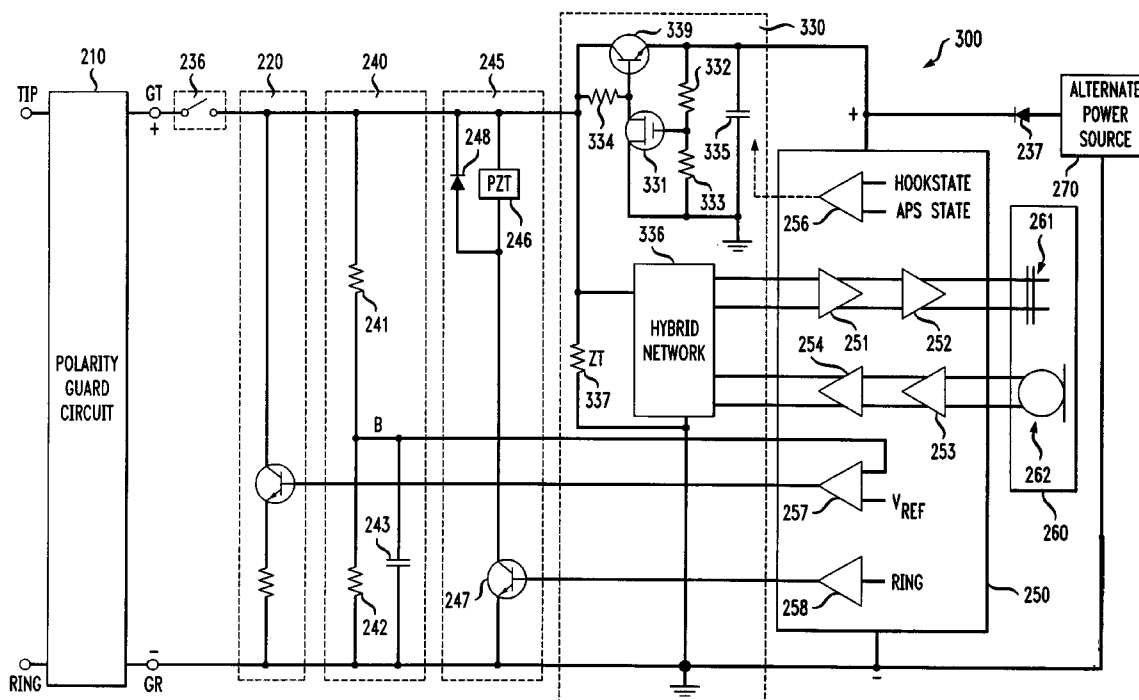 330
339
300
210
236
220
240
245
332
TIP
GT
+
334
335
331
333
+
237
ALTERNATE
POWER
SOURCE
270
248
PZT
246
HOOKSTATE
APS STATE
256
261
336
241
HYBRID
NETWORK
251
252
POLARITY
GUARD
CIRCUIT
ZT
337
254
253
262
260
B
257
VREF
243
242
247
258
RING
250
RING
-
GR
-